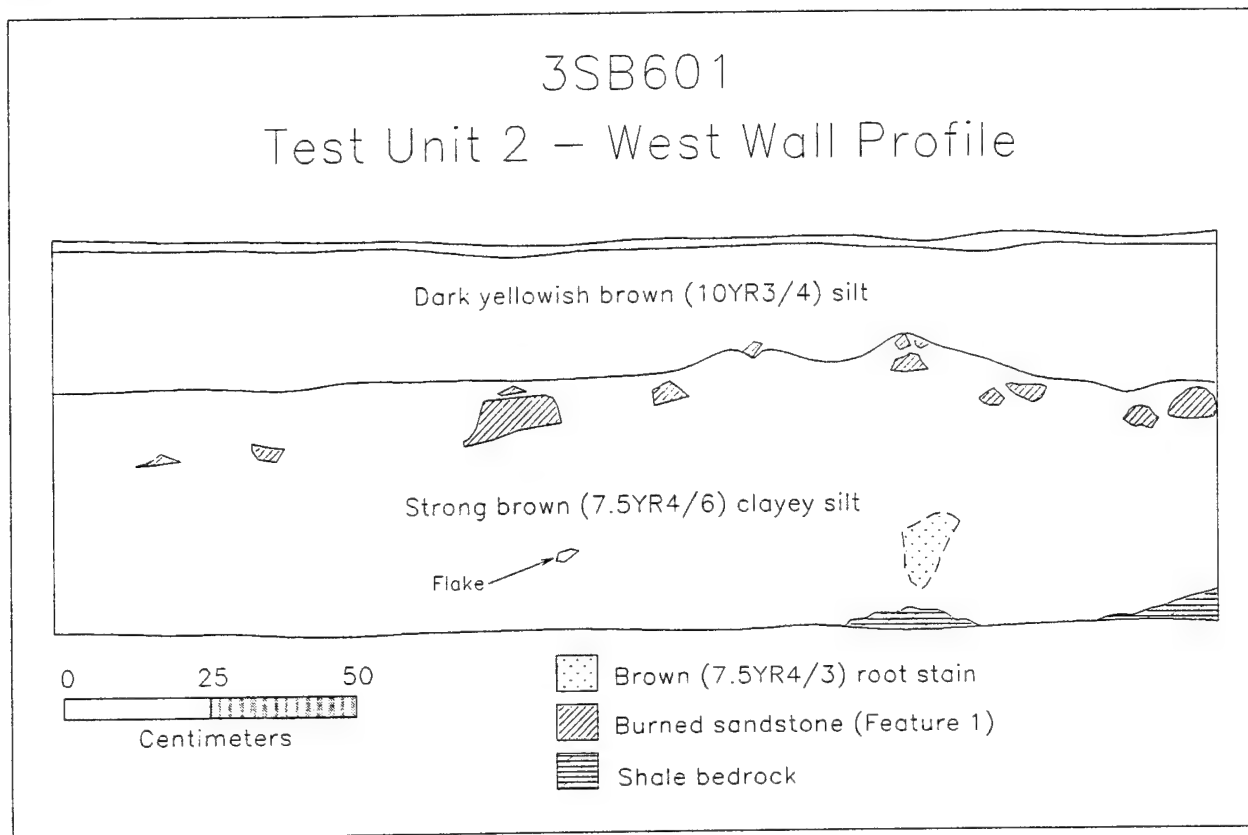 3SB601
Test Unit 2 – West Wall Profile
Dark yellowish brown (10YR3/4) silt
Strong brown (7.5YR4/6) clayey silt
Flake
0 25 50
Centimeters
Brown (7.5YR4/3) root stain
Burned sandstone (Feature 1)
Shale bedrock